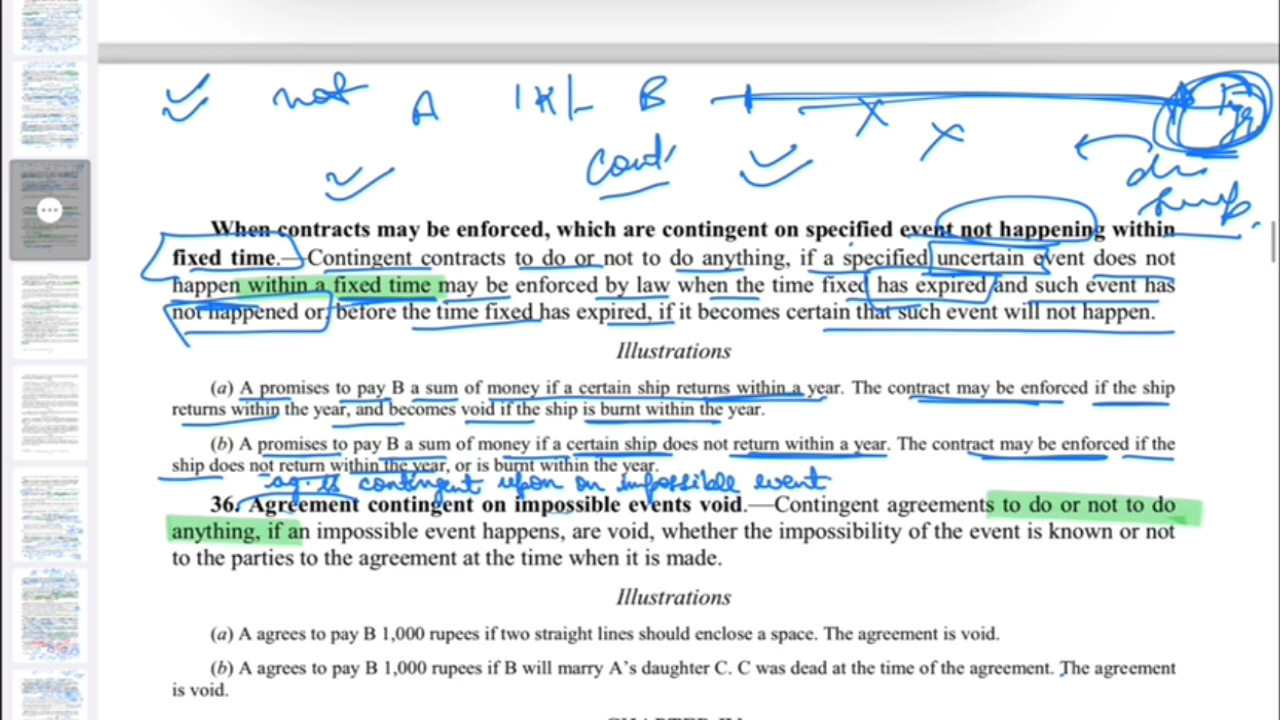 not A 1K/- B
cont
When contracts may be enforced, which are contingent on specified event not happening within
fixed time.—Contingent contracts to do or not to do anything, if a specified uncertain event does not
happen within a fixed time may be enforced by law when the time fixed has expired and such event has
not happened or, before the time fixed has expired, if it becomes certain that such event will not happen.
Illustrations
(a) A promises to pay B a sum of money if a certain ship returns within a year. The contract may be enforced if the ship
returns within the year, and becomes void if the ship is burnt within the year.
(b) A promises to pay B a sum of money if a certain ship does not return within a year. The contract may be enforced if the
ship does not return within the year, or is burnt within the year.
ag. is contingent upon on impossible event
36. Agreement contingent on impossible events void.—Contingent agreements to do or not to do
anything, if an impossible event happens, are void, whether the impossibility of the event is known or not
to the parties to the agreement at the time when it is made.
Illustrations
(a) A agrees to pay B 1,000 rupees if two straight lines should enclose a space. The agreement is void.
(b) A agrees to pay B 1,000 rupees if B will marry A's daughter C. C was dead at the time of the agreement. The agreement
is void.